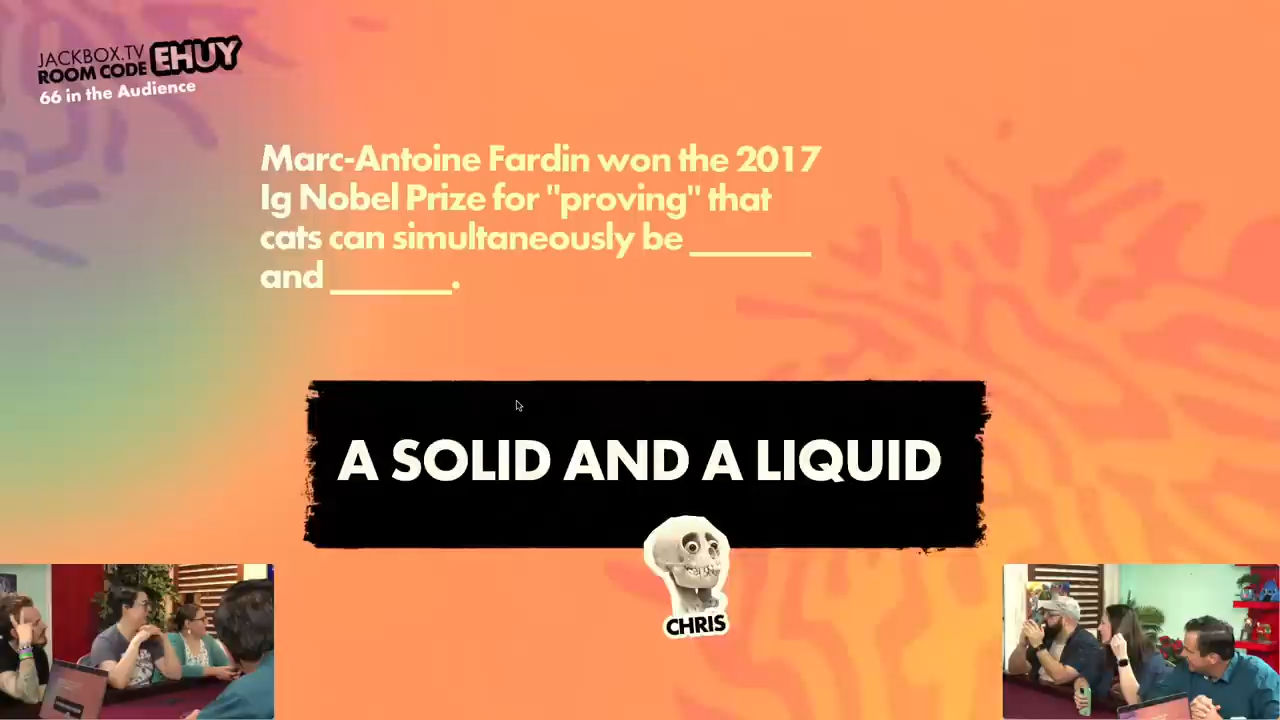 JACKBOX.TV
ROOM CODE EHUY
66 in the Audience
Marc-Antoine Fardin won the 2017
Ig Nobel Prize for "proving" that
cats can simultaneously be _______
and _______.
A SOLID AND A LIQUID
CHRIS